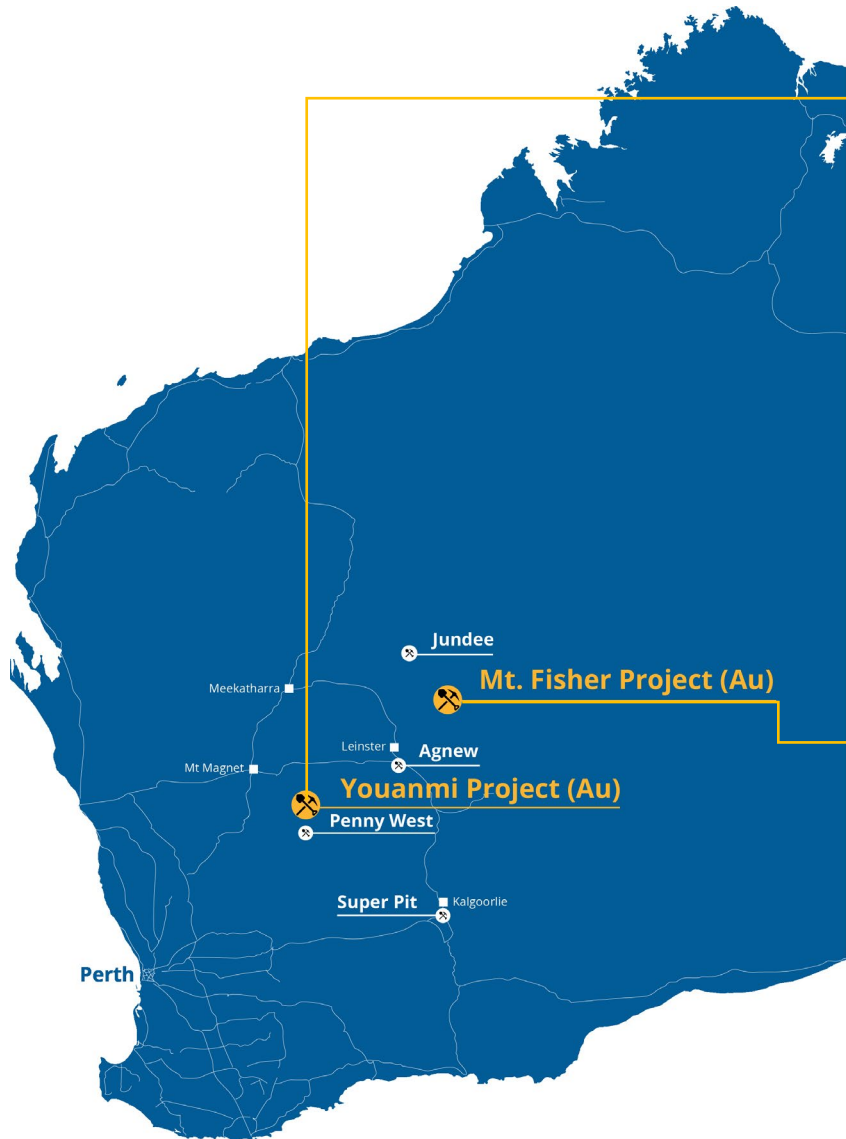 Jundee
Mt. Fisher Project (Au)
Meekatharra
Leinster
Agnew
Mt Magnet
Youanmi Project (Au)
Penny West
Super Pit
Kalgoorlie
Perth